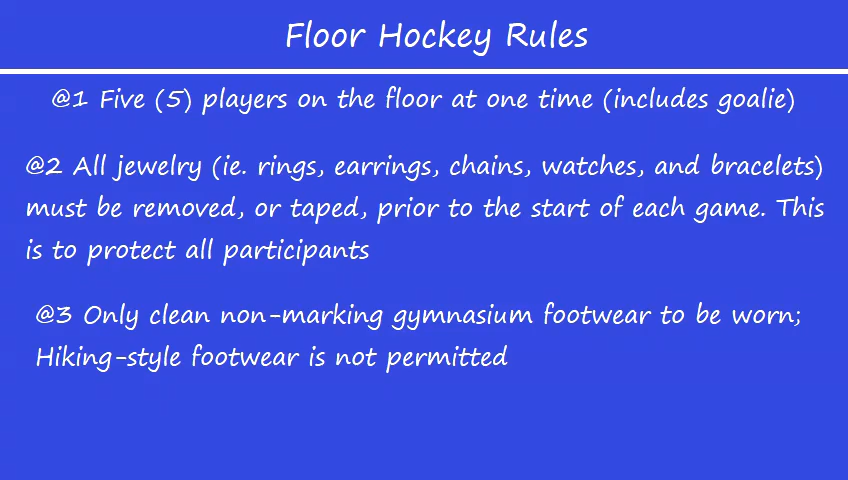 Floor Hockey Rules
@1 Five (5) players on the floor at one time (includes goalie)
@2 All jewelry (ie. rings, earrings, chains, watches, and bracelets)
must be removed, or taped, prior to the start of each game. This
is to protect all participants
@3 Only clean non-marking gymnasium footwear to be worn;
Hiking-style footwear is not permitted